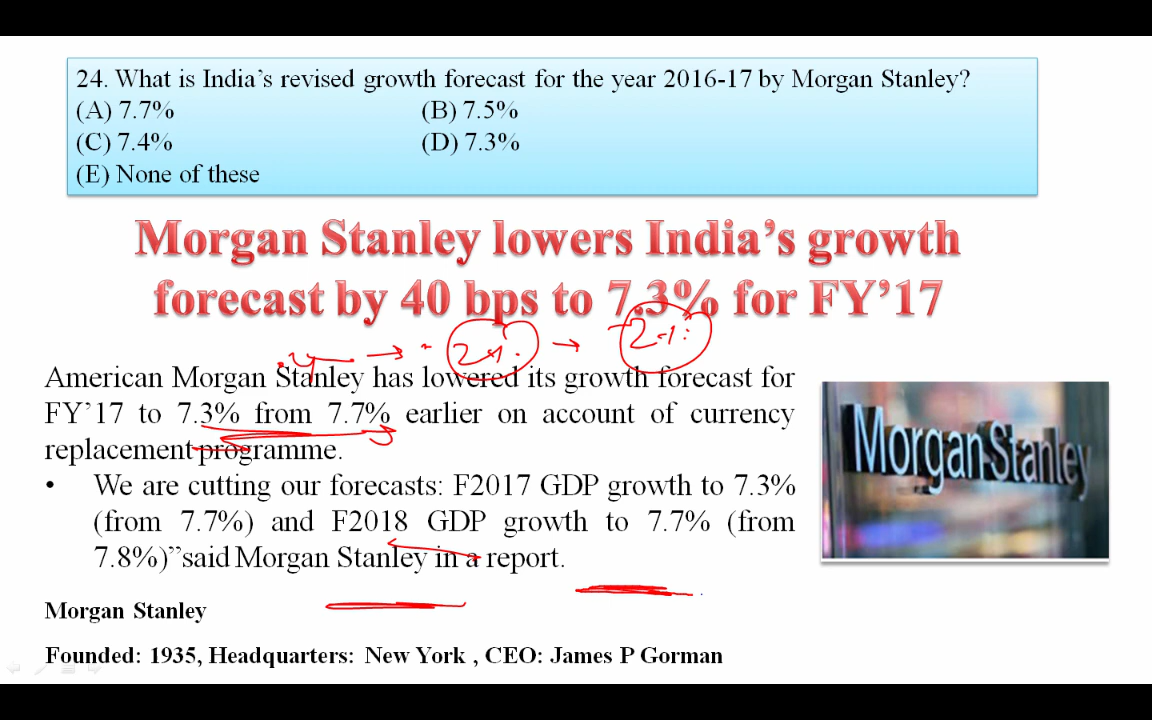 24. What is India’s revised growth forecast for the year 2016-17 by Morgan Stanley?
(A) 7.7% (B) 7.5%
(C) 7.4% (D) 7.3%
(E) None of these
Morgan Stanley lowers India’s growth
forecast by 40 bps to 7.3% for FY’17
American Morgan Stanley has lowered its growth forecast for
FY’17 to 7.3% from 7.7% earlier on account of currency
replacement programme.
• We are cutting our forecasts: F2017 GDP growth to 7.3%
(from 7.7%) and F2018 GDP growth to 7.7% (from
7.8%)”said Morgan Stanley in a report.
MorganStanley
Morgan Stanley
Founded: 1935, Headquarters: New York , CEO: James P Gorman